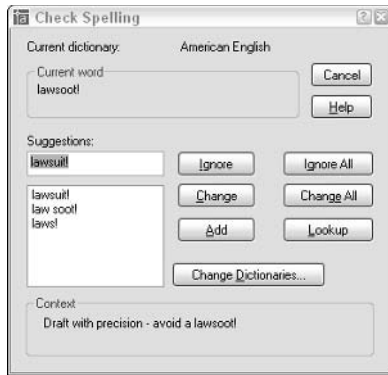 Check Spelling
Current dictionary: American English
Current word
lawsoot!
Cancel
Help
Suggestions:
lawsuit!
Ignore
Ignore All
lawsuit!
law soot!
laws!
Change
Change All
Add
Lookup
Change Dictionaries...
Context
Draft with precision - avoid a lawsoot!